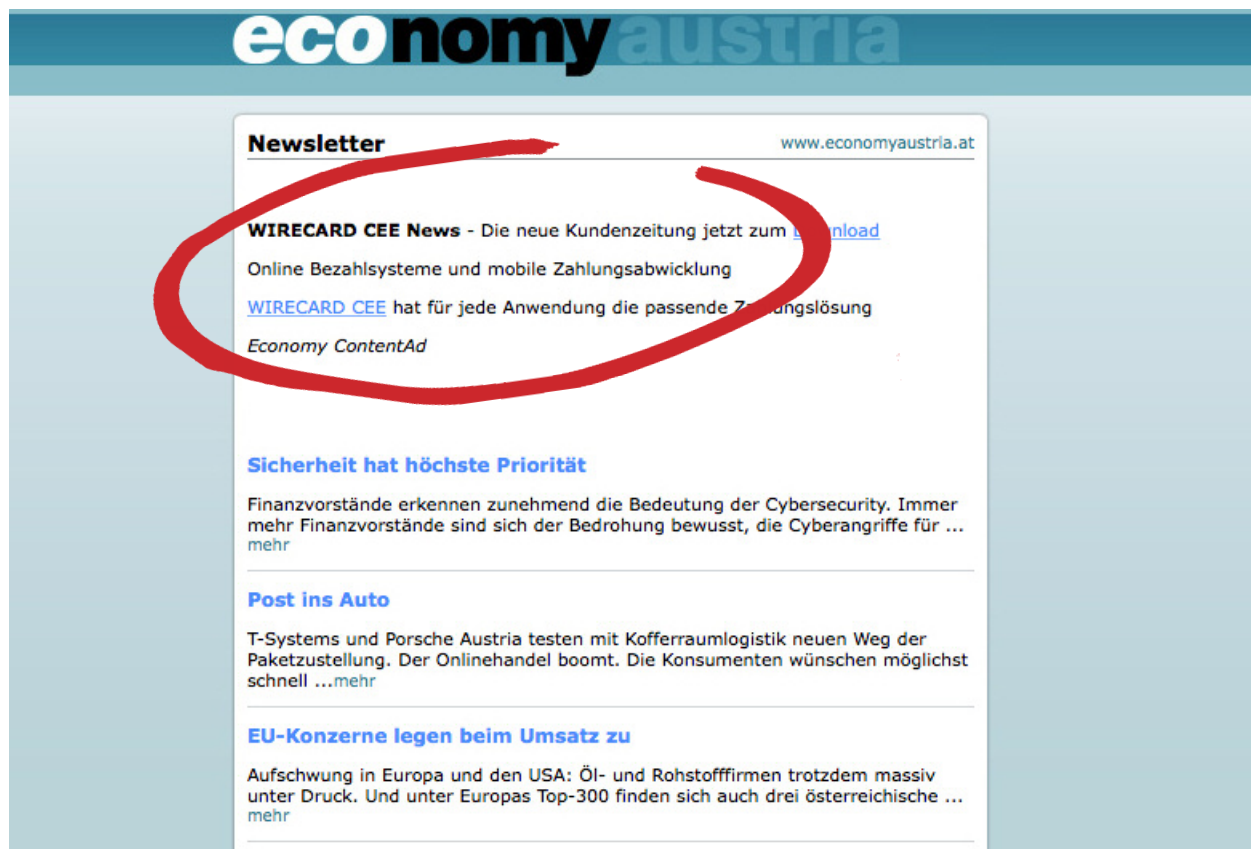 economyaustria
Newsletter
www.economyaustria.at
WIRECARD CEE News - Die neue Kundenzeitung jetzt zum Download
Online Bezahlsysteme und mobile Zahlungsabwicklung
WIRECARD CEE hat für jede Anwendung die passende Zahlungslösung
Economy ContentAd
Sicherheit hat höchste Priorität
Finanzvorstände erkennen zunehmend die Bedeutung der Cybersecurity. Immer
mehr Finanzvorstände sind sich der Bedrohung bewusst, die Cyberangriffe für ...
mehr
Post ins Auto
T-Systems und Porsche Austria testen mit Kofferraumlogistik neuen Weg der
Paketzustellung. Der Onlinehandel boomt. Die Konsumenten wünschen möglichst
schnell ...mehr
EU-Konzerne legen beim Umsatz zu
Aufschwung in Europa und den USA: Öl- und Rohstofffirmen trotzdem massiv
unter Druck. Und unter Europas Top-300 finden sich auch drei österreichische ...
mehr